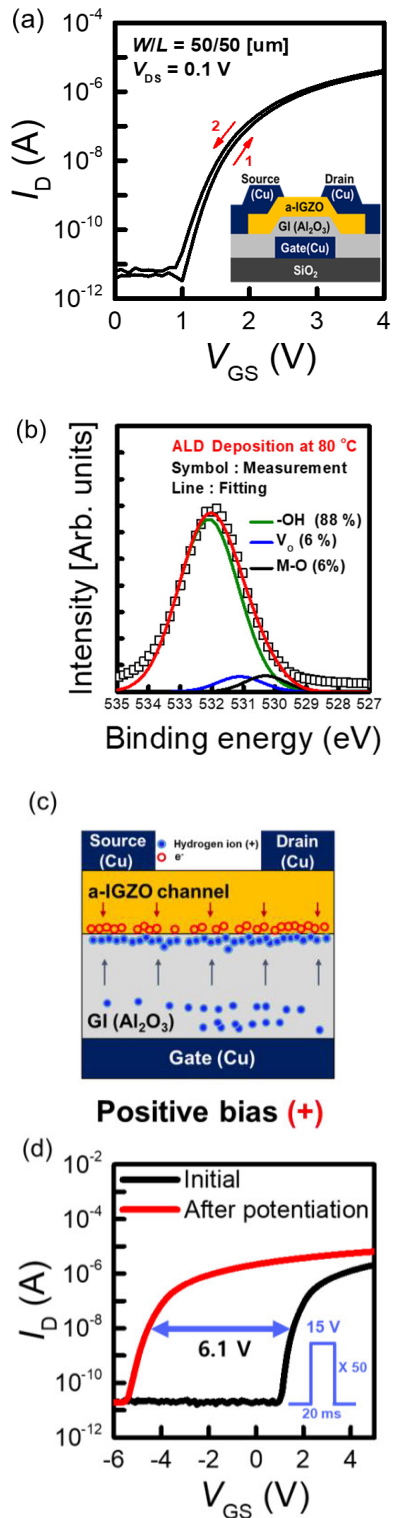 (a)
W/L = 50/50 [um]
V_DS = 0.1 V
10⁻⁴
10⁻⁶
10⁻⁸
10⁻¹⁰
10⁻¹²
I_D (A)
2
1
Source
(Cu)
Drain
(Cu)
a-IGZO
GI (Al₂O₃)
Gate(Cu)
SiO₂
0 1 2 3 4
V_GS (V)
(b)
Intensity [Arb. units]
ALD Deposition at 80 °C
Symbol : Measurement
Line : Fitting
-OH (88 %)
V_O (6 %)
M-O (6%)
535 534 533 532 531 530 529 528 527
Binding energy (eV)
(c)
Source
(Cu)
Hydrogen ion (+)
e⁻
Drain
(Cu)
a-IGZO channel
GI (Al₂O₃)
Gate (Cu)
Positive bias (+)
(d)
10⁻²
10⁻⁴
10⁻⁶
10⁻⁸
10⁻¹⁰
10⁻¹²
I_D (A)
Initial
After potentiation
6.1 V
15 V
X 50
20 ms
-6 -4 -2 0 2 4
V_GS (V)